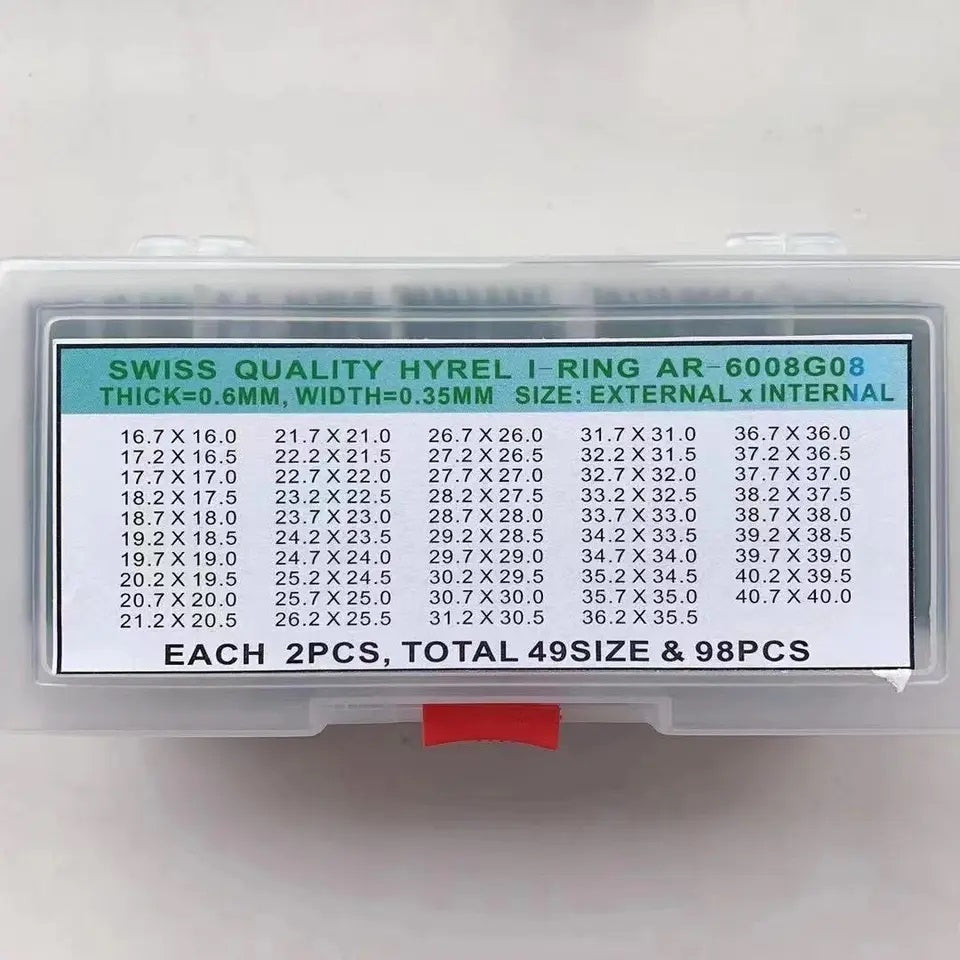 SWISS QUALITY HYREL I-RING AR-6008G08
THICK=0.6MM, WIDTH=0.35MM SIZE: EXTERNAL x INTERNAL
16.7 X 16.0 21.7 X 21.0 26.7 X 26.0 31.7 X 31.0 36.7 X 36.0
17.2 X 16.5 22.2 X 21.5 27.2 X 26.5 32.2 X 31.5 37.2 X 36.5
17.7 X 17.0 22.7 X 22.0 27.7 X 27.0 32.7 X 32.0 37.7 X 37.0
18.2 X 17.5 23.2 X 22.5 28.2 X 27.5 33.2 X 32.5 38.2 X 37.5
18.7 X 18.0 23.7 X 23.0 28.7 X 28.0 33.7 X 33.0 38.7 X 38.0
19.2 X 18.5 24.2 X 23.5 29.2 X 28.5 34.2 X 33.5 39.2 X 38.5
19.7 X 19.0 24.7 X 24.0 29.7 X 29.0 34.7 X 34.0 39.7 X 39.0
20.2 X 19.5 25.2 X 24.5 30.2 X 29.5 35.2 X 34.5 40.2 X 39.5
20.7 X 20.0 25.7 X 25.0 30.7 X 30.0 35.7 X 35.0 40.7 X 40.0
21.2 X 20.5 26.2 X 25.5 31.2 X 30.5 36.2 X 35.5
EACH 2PCS, TOTAL 49SIZE & 98PCS